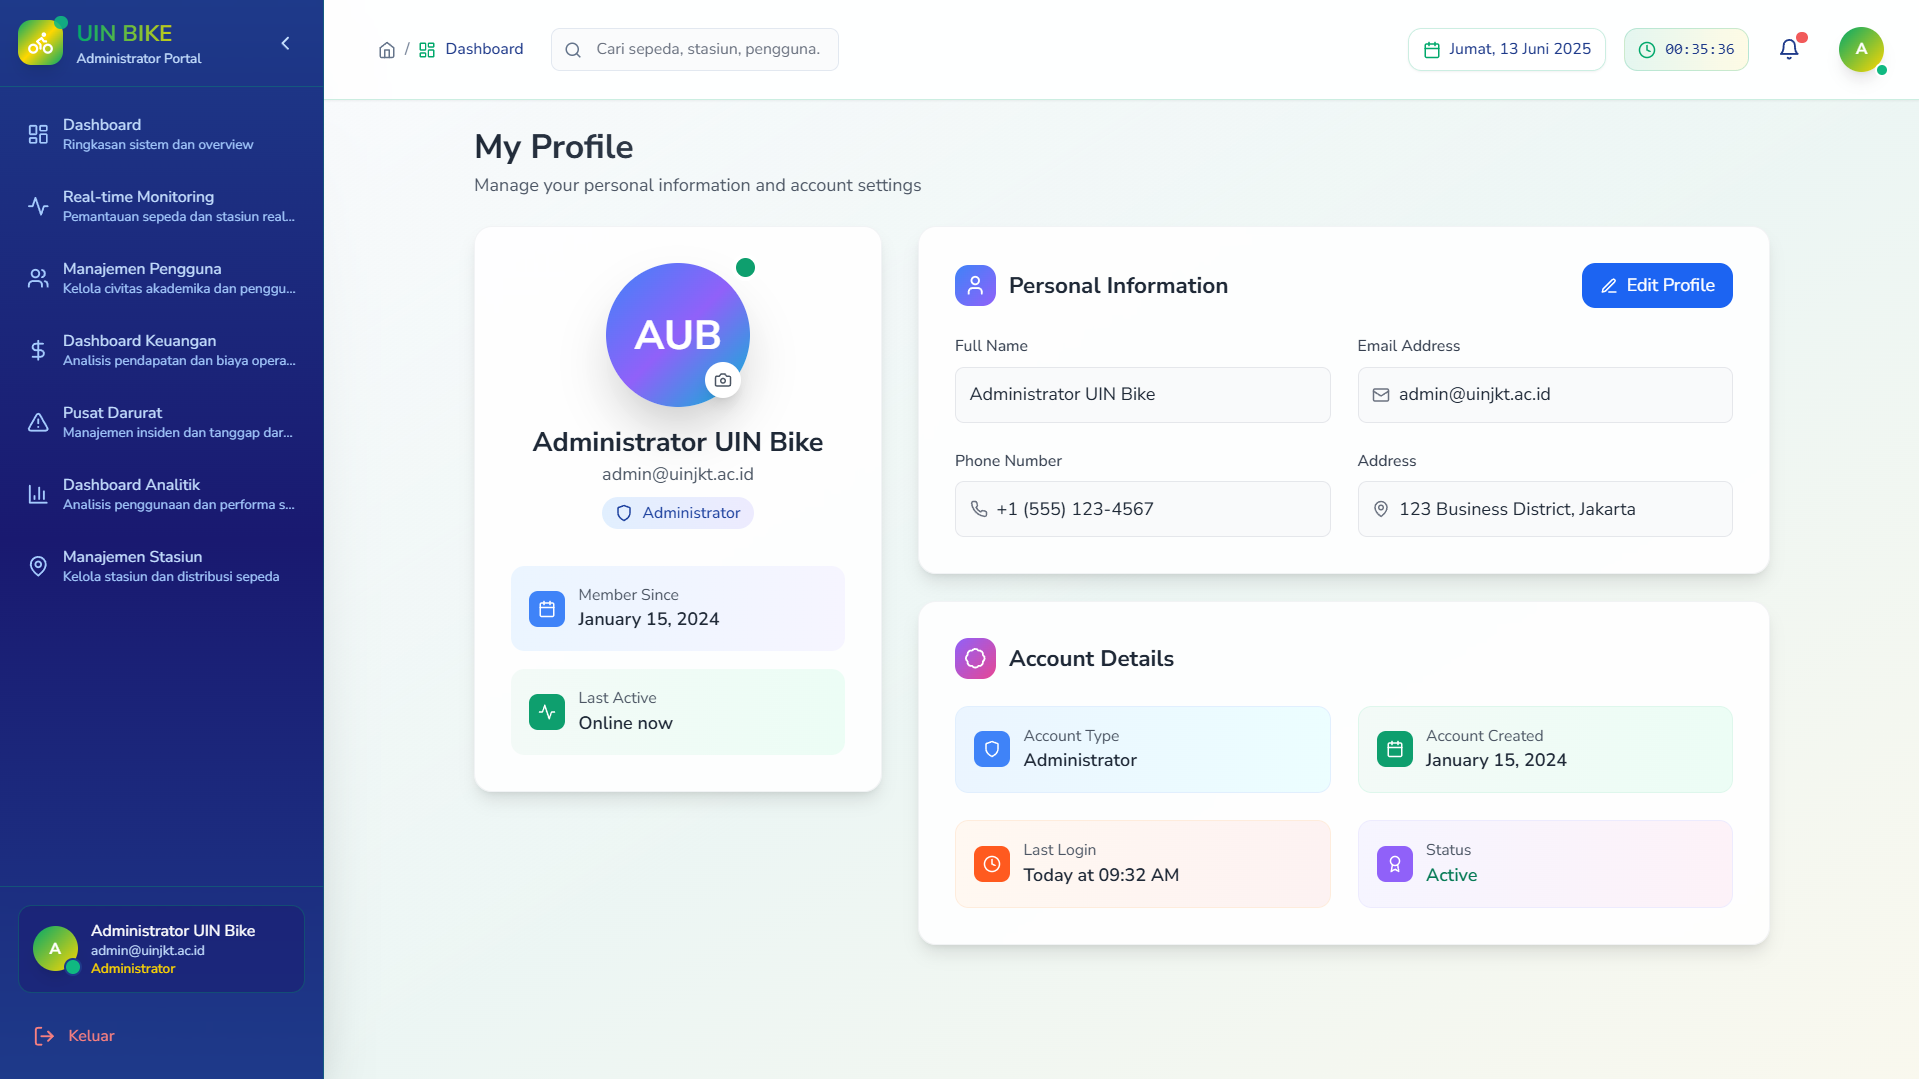 UIN BIKE
Administrator Portal
Dashboard
Ringkasan sistem dan overview
Real-time Monitoring
Pemantauan sepeda dan stasiun real...
Manajemen Pengguna
Kelola civitas akademika dan penggu...
Dashboard Keuangan
Analisis pendapatan dan biaya opera...
Pusat Darurat
Manajemen insiden dan tanggap dar...
Dashboard Analitik
Analisis penggunaan dan performa s...
Manajemen Stasiun
Kelola stasiun dan distribusi sepeda
A
Administrator UIN Bike
admin@uinjkt.ac.id
Administrator
Keluar
/ Dashboard
Cari sepeda, stasiun, pengguna.
Jumat, 13 Juni 2025
00:35:36
A
My Profile
Manage your personal information and account settings
AUB
Administrator UIN Bike
admin@uinjkt.ac.id
Administrator
Member Since
January 15, 2024
Last Active
Online now
Personal Information
Edit Profile
Full Name
Administrator UIN Bike
Email Address
admin@uinjkt.ac.id
Phone Number
+1 (555) 123-4567
Address
123 Business District, Jakarta
Account Details
Account Type
Administrator
Account Created
January 15, 2024
Last Login
Today at 09:32 AM
Status
Active